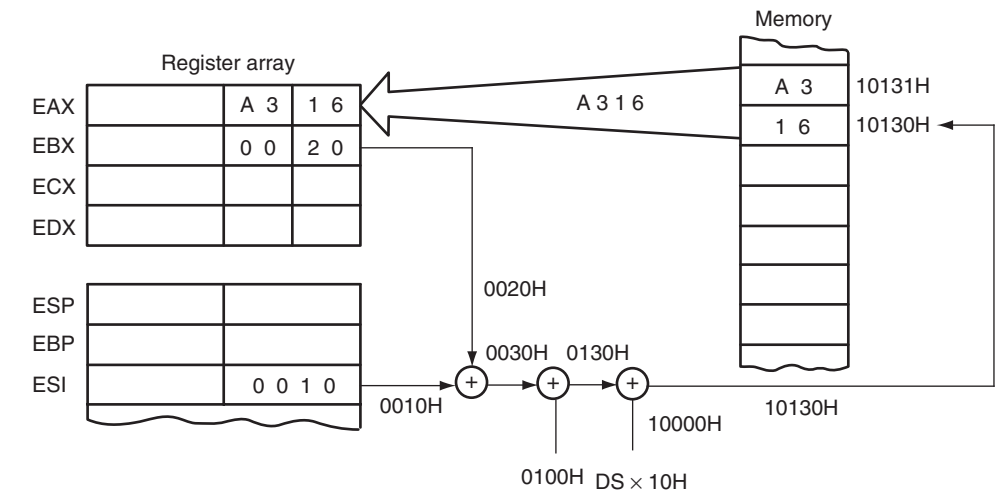 Memory
Register array
EAX A 3 1 6
EBX 0 0 2 0
ECX
EDX
A 3 1 6
A 3 10131H
1 6 10130H
ESP
EBP
ESI 0 0 1 0
0020H
0010H
+ 0030H + 0130H +
10000H
10130H
0100H
DS × 10H